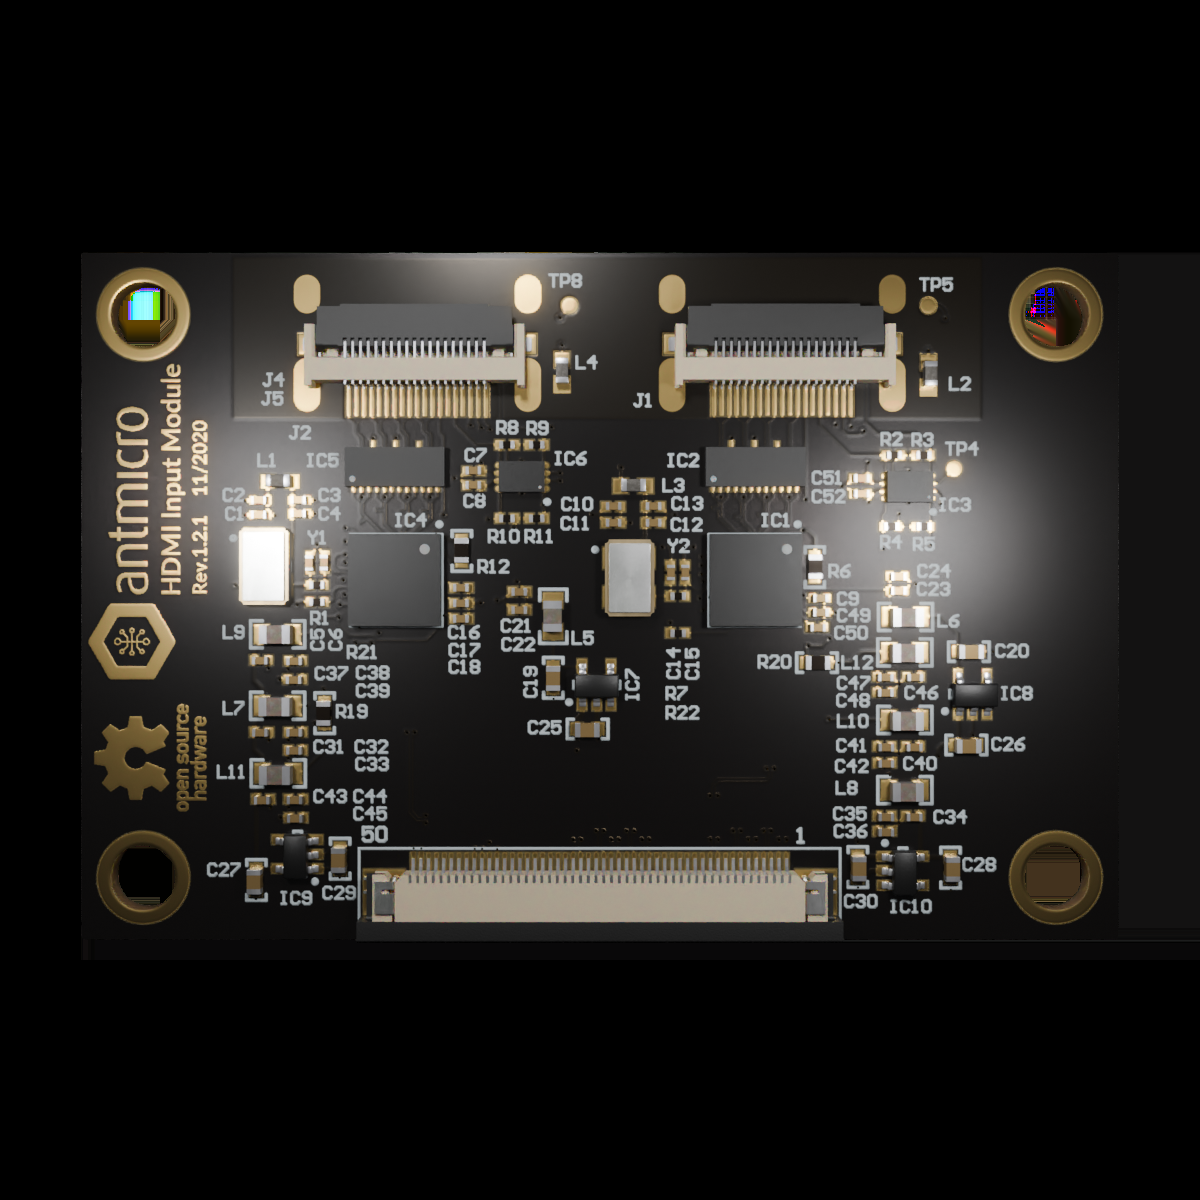 TP8
TP5
L4
L2
J4
J5
J1
J2
R8 R9
R2 R3
TP4
L1
IC5
C7
IC6
IC2
C51
C52
C8
L3
IC3
C2
C3
C1
C4
C10
C13
C11
C12
IC4
IC1
R10 R11
R4 R5
Y1
Y2
R12
R6
C24
C23
R1
C5
C6
C9
C49
C50
L9
C16
C17
C18
C21
C22
L5
L6
R21
C14
C15
R20
L12
C20
C37
C38
C39
C19
IC7
R7
R22
C47
C48
C46
IC8
L7
R19
C25
L10
C31
C32
C33
C41
C42
C40
C26
L11
C43
C44
C45
L8
C35
C36
C34
50
1
C27
IC9
C29
C30
IC10
C28
antmicro
HDMI Input Module
Rev.1.2.1 11/2020
open source
hardware